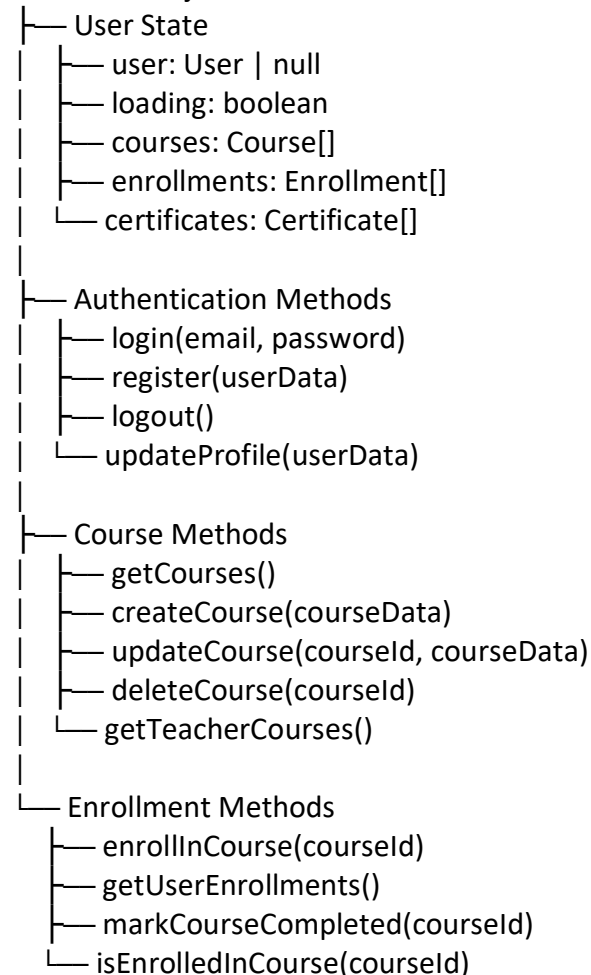 ├── User State
│ ├── user: User | null
│ ├── loading: boolean
│ ├── courses: Course[]
│ ├── enrollments: Enrollment[]
│ └── certificates: Certificate[]
│
├── Authentication Methods
│ ├── login(email, password)
│ ├── register(userData)
│ ├── logout()
│ └── updateProfile(userData)
│
├── Course Methods
│ ├── getCourses()
│ ├── createCourse(courseData)
│ ├── updateCourse(courseId, courseData)
│ ├── deleteCourse(courseId)
│ └── getTeacherCourses()
│
└── Enrollment Methods
├── enrollInCourse(courseId)
├── getUserEnrollments()
├── markCourseCompleted(courseId)
└── isEnrolledInCourse(courseId)